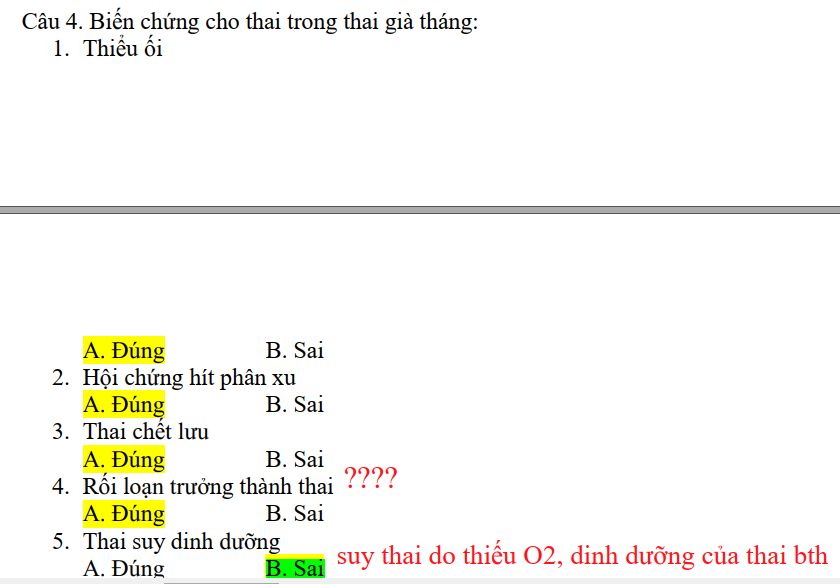 Câu 4. Biến chứng cho thai trong thai già tháng:
1. Thiểu ối
A. Đúng B. Sai
2. Hội chứng hít phân xu
A. Đúng B. Sai
3. Thai chết lưu
A. Đúng B. Sai
4. Rối loạn trưởng thành thai ????
A. Đúng B. Sai
5. Thai suy dinh dưỡng
A. Đúng B. Sai suy thai do thiếu O2, dinh dưỡng của thai bth